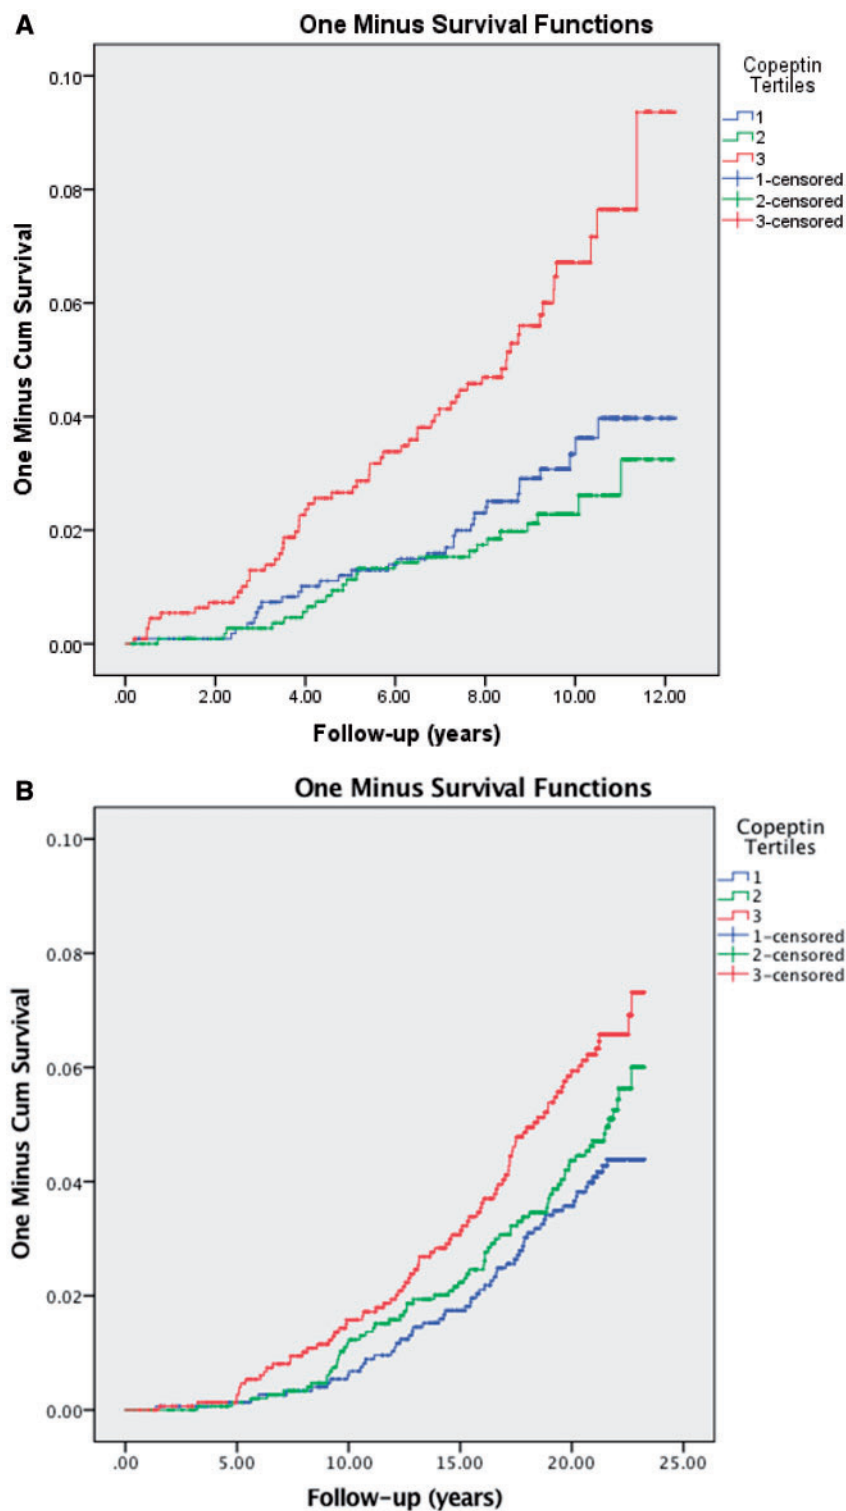 A
One Minus Survival Functions
Copeptin
Tertiles
1
2
3
1-censored
2-censored
3-censored
One Minus Cum Survival
0.10
0.08
0.06
0.04
0.02
0.00
.00 2.00 4.00 6.00 8.00 10.00 12.00
Follow-up (years)
B
One Minus Survival Functions
Copeptin
Tertiles
1
2
3
1-censored
2-censored
3-censored
One Minus Cum Survival
0.10
0.08
0.06
0.04
0.02
0.00
.00 5.00 10.00 15.00 20.00 25.00
Follow-up (years)